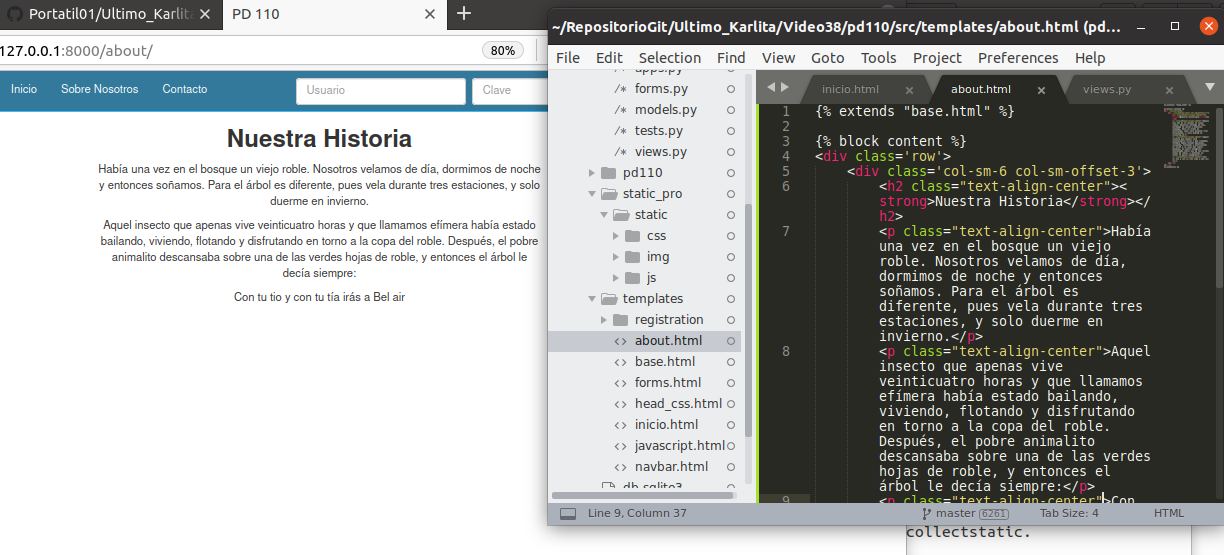 Portatil01/Ultimo_Karlita
PD 110
127.0.0.1:8000/about/
80%
Inicio
Sobre Nosotros
Contacto
Usuario
Clave
Nuestra Historia
Había una vez en el bosque un viejo roble. Nosotros velamos de día, dormimos de noche
y entonces soñamos. Para el árbol es diferente, pues vela durante tres estaciones, y solo
duerme en invierno.
Aquel insecto que apenas vive veinticuatro horas y que llamamos efímera había estado
bailando, viviendo, flotando y disfrutando en torno a la copa del roble. Después, el pobre
animalito descansaba sobre una de las verdes hojas de roble, y entonces el árbol le
decía siempre:
Con tu tio y con tu tía irás a Bel air
~/RepositorioGit/Ultimo_Karlita/Video38/pd110/src/templates/about.html (pd...
File Edit Selection Find View Goto Tools Project Preferences Help
apps.py
forms.py
models.py
tests.py
views.py
pd110
static_pro
static
css
img
js
templates
registration
about.html
base.html
forms.html
head_css.html
inicio.html
javascript.html
navbar.html
db.sqlite3
inicio.html
about.html
views.py
1 {% extends "base.html" %}
2
3 {% block content %}
4 <div class='row'>
5 <div class='col-sm-6 col-sm-offset-3'>
6 <h2 class="text-align-center"><
strong>Nuestra Historia</strong></
h2>
7 <p class="text-align-center">Había
una vez en el bosque un viejo
roble. Nosotros velamos de día,
dormimos de noche y entonces
soñamos. Para el árbol es
diferente, pues vela durante tres
estaciones, y solo duerme en
invierno.</p>
8 <p class="text-align-center">Aquel
insecto que apenas vive
veinticuatro horas y que llamamos
efímera había estado bailando,
viviendo, flotando y disfrutando
en torno a la copa del roble.
Después, el pobre animalito
descansaba sobre una de las verdes
hojas de roble, y entonces el
árbol le decía siempre:</p>
9 <p class="text-align-center">Con
Line 9, Column 37
master 6261
Tab Size: 4
HTML
collectstatic.